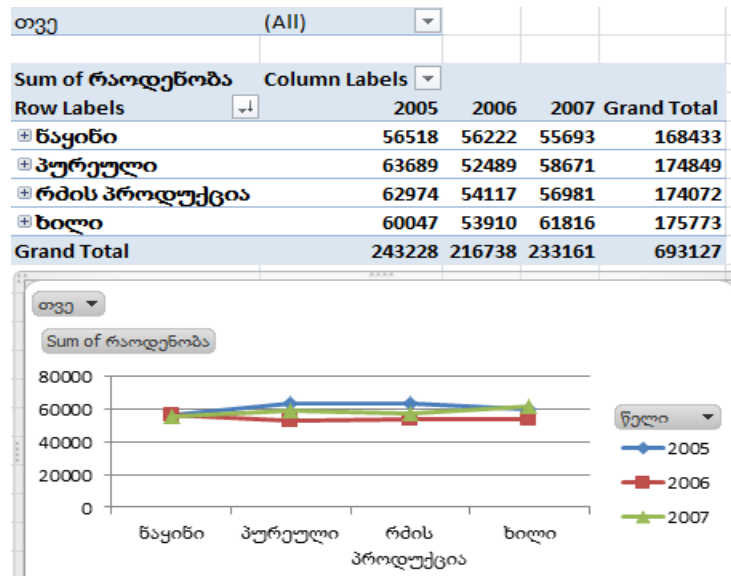 თვე (All)
Sum of რაოდენობა Column Labels
Row Labels 2005 2006 2007 Grand Total
ნაყინი 56518 56222 55693 168433
პურეული 63689 52489 58671 174849
რძის პროდუქცია 62974 54117 56981 174072
ხილი 60047 53910 61816 175773
Grand Total 243228 216738 233161 693127
თვე
Sum of რაოდენობა
80000
60000
40000
20000
0
ნაყინი პურეული რძის პროდუქცია ხილი
წელი
2005
2006
2007